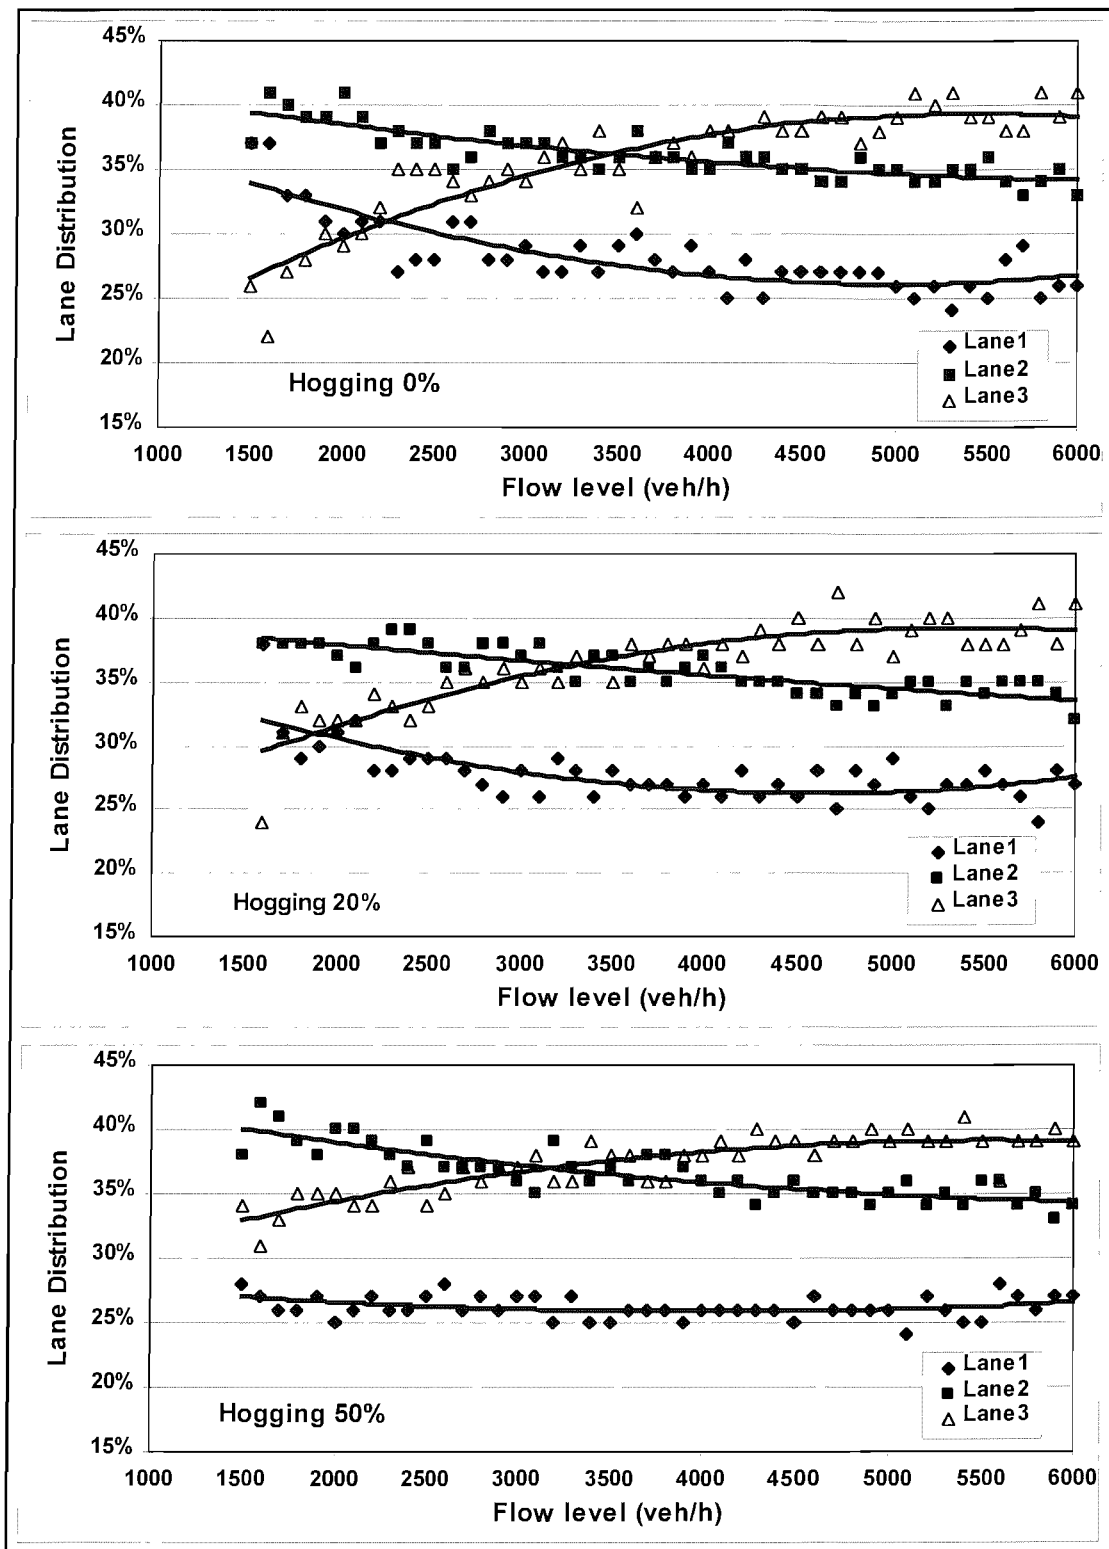 45%
40%
35%
30%
25%
20%
15%
Lane Distribution
Lane1
Lane2
Lane3
Hogging 0%
1000 1500 2000 2500 3000 3500 4000 4500 5000 5500 6000
Flow level (veh/h)
45%
40%
35%
30%
25%
20%
15%
Lane Distribution
Lane1
Lane2
Lane3
Hogging 20%
1000 1500 2000 2500 3000 3500 4000 4500 5000 5500 6000
Flow level (veh/h)
45%
40%
35%
30%
25%
20%
15%
Lane Distribution
Lane1
Lane2
Lane3
Hogging 50%
1000 1500 2000 2500 3000 3500 4000 4500 5000 5500 6000
Flow level (veh/h)